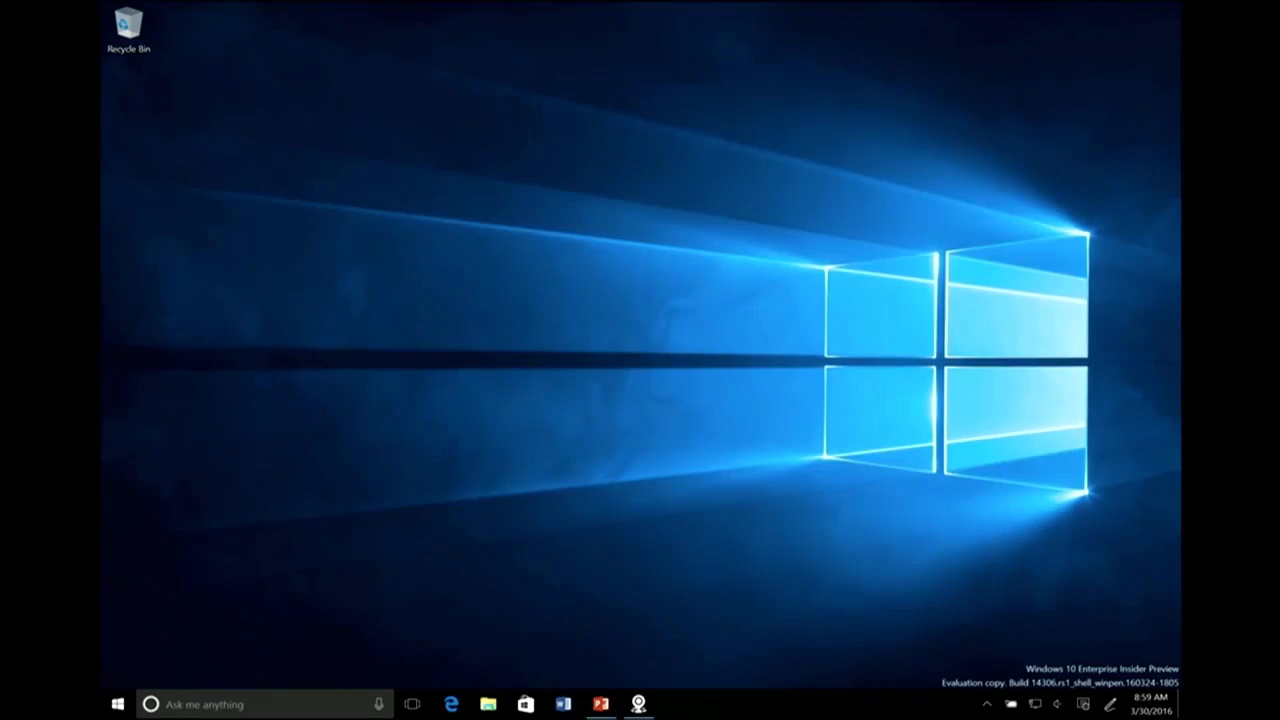 Recycle Bin
Windows 10 Enterprise Insider Preview
Evaluation copy. Build 14306.rs1_shell_winpen.160324-1805
Ask me anything
8:59 AM
3/30/2016